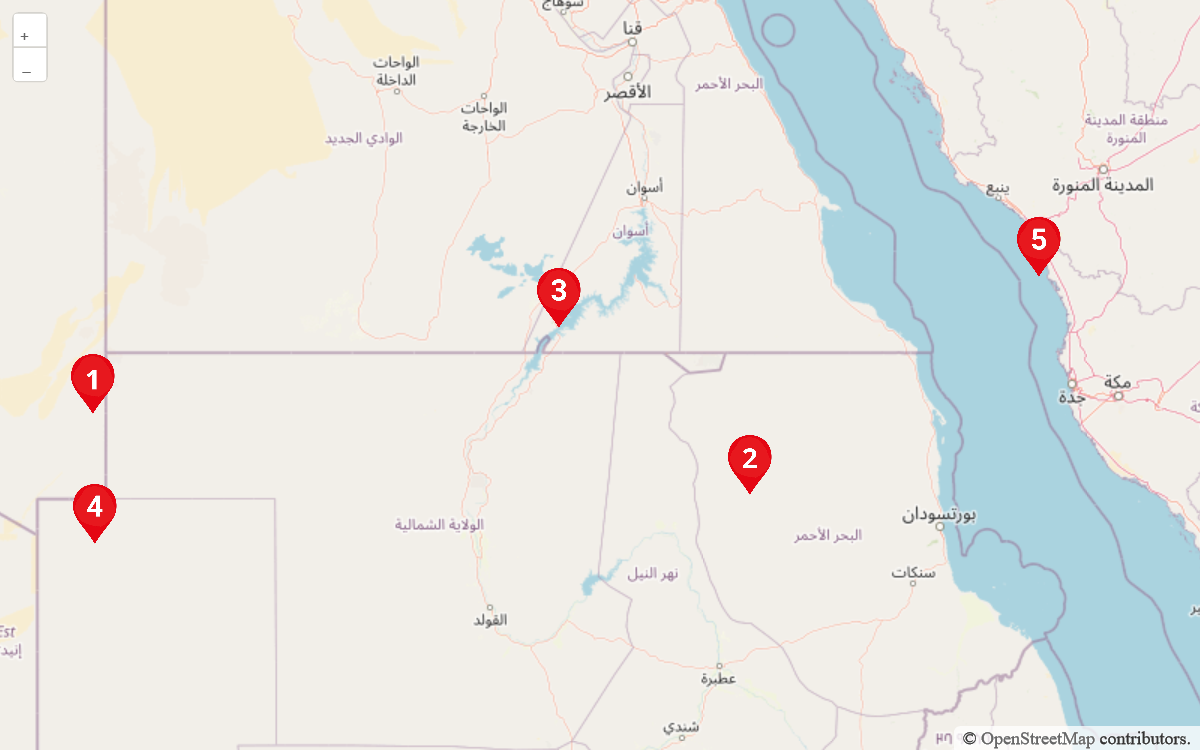 سوهاج
+
قنا
–
الواحات
الداخلة
البحر الأحمر
الأقصر
الواحات
الخارجة
منطقة المدينة
المنورة
الوادي الجديد
المدينة المنورة
ينبع
أسوان
أسوان
5
3
1
مكة
جدة
2
4
بورتسودان
الولاية الشمالية
البحر الأحمر
سنكات
نهر النيل
القولد
Est
عطبرة
شندي
© OpenStreetMap contributors.